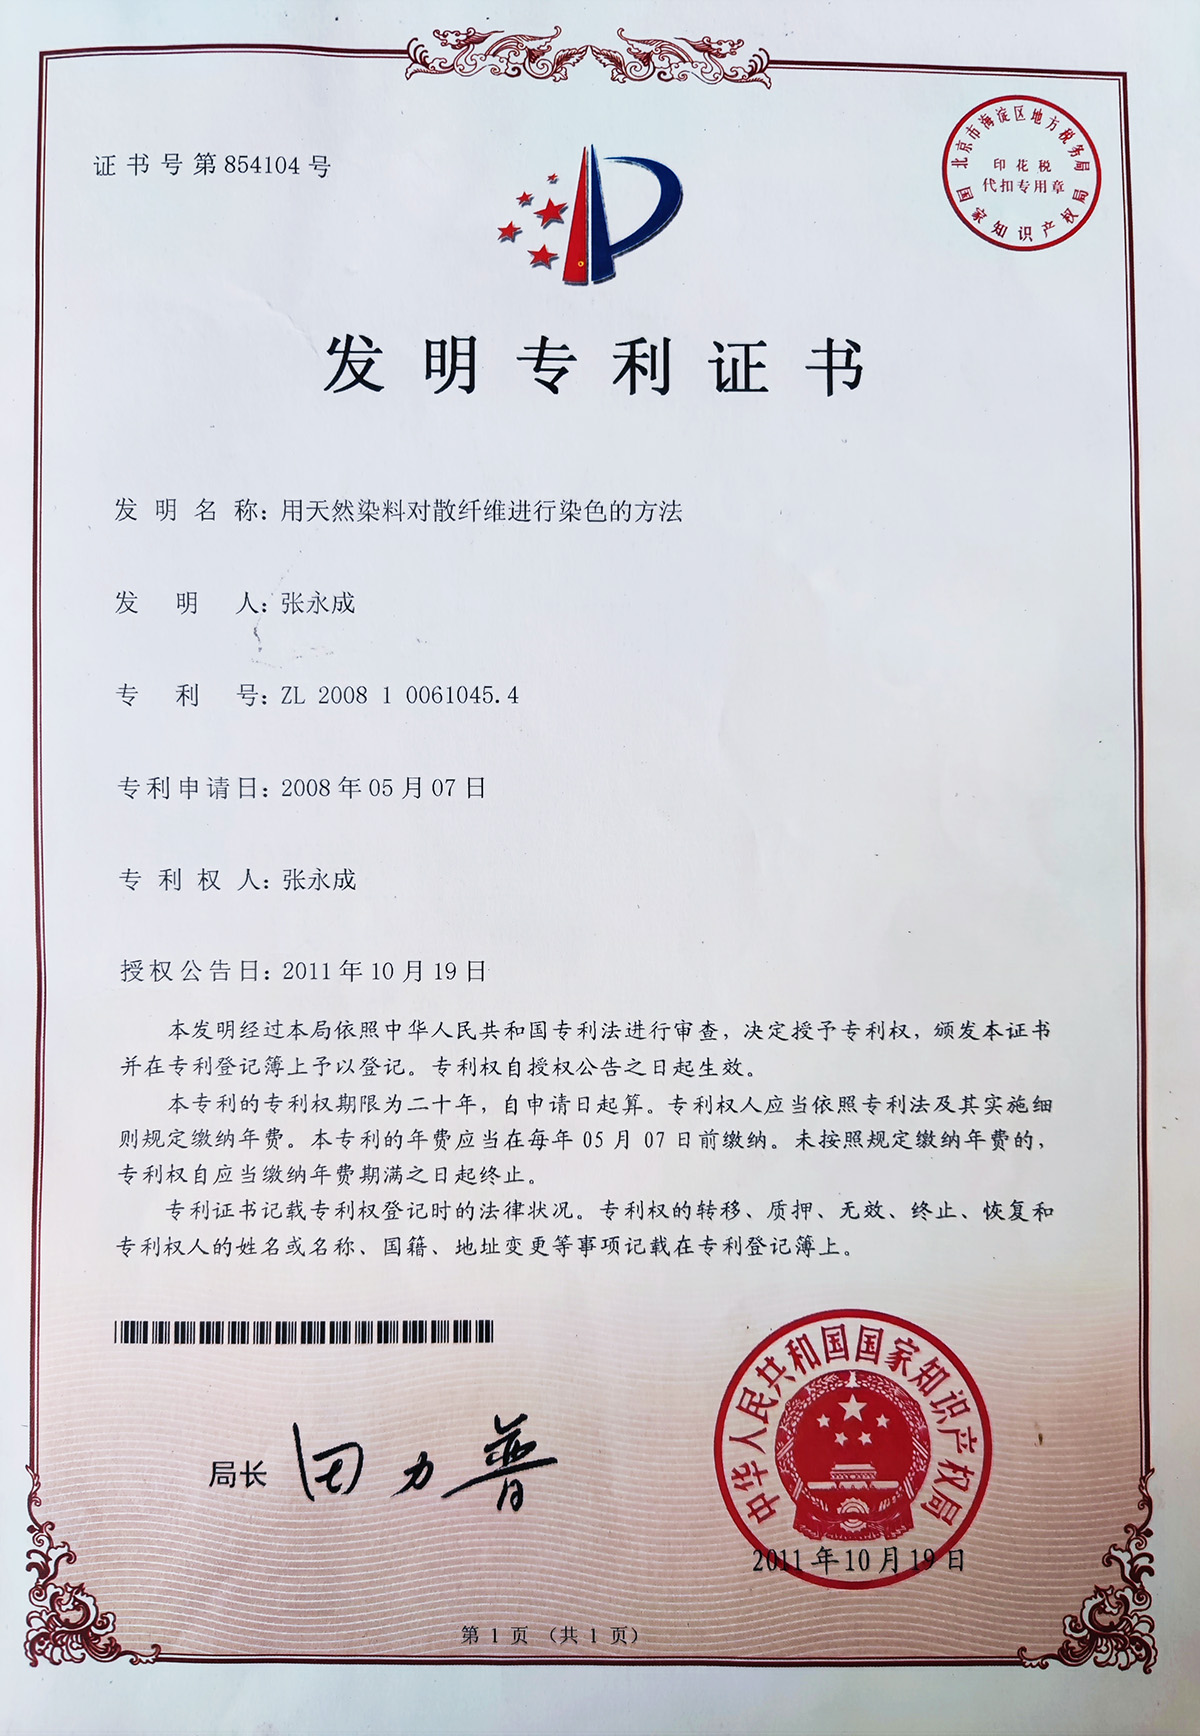 证书号第854104号
北京市海淀区地方税务局
印花税
代扣专用章
国家知识产权局
发明专利证书
发明名称：用天然染料对散纤维进行染色的方法
发明人：张永成
专利号：ZL 2008 1 0061045.4
专利申请日：2008年05月07日
专利权人：张永成
授权公告日：2011年10月19日
本发明经过本局依照中华人民共和国专利法进行审查，决定授予专利权，颁发本证书
并在专利登记簿上予以登记。专利权自授权公告之日起生效。
本专利的专利权期限为二十年，自申请日起算。专利权人应当依照专利法及其实施细
则规定缴纳年费。本专利的年费应当在每年 05 月 07 日前缴纳。未按照规定缴纳年费的，
专利权自应当缴纳年费期满之日起终止。
专利证书记载专利权登记时的法律状况。专利权的转移、质押、无效、终止、恢复和
专利权人的姓名或名称、国籍、地址变更等事项记载在专利登记簿上。
局长 田力普
中华人民共和国国家知识产权局
2011年10月19日
第 1 页 （共 1 页）